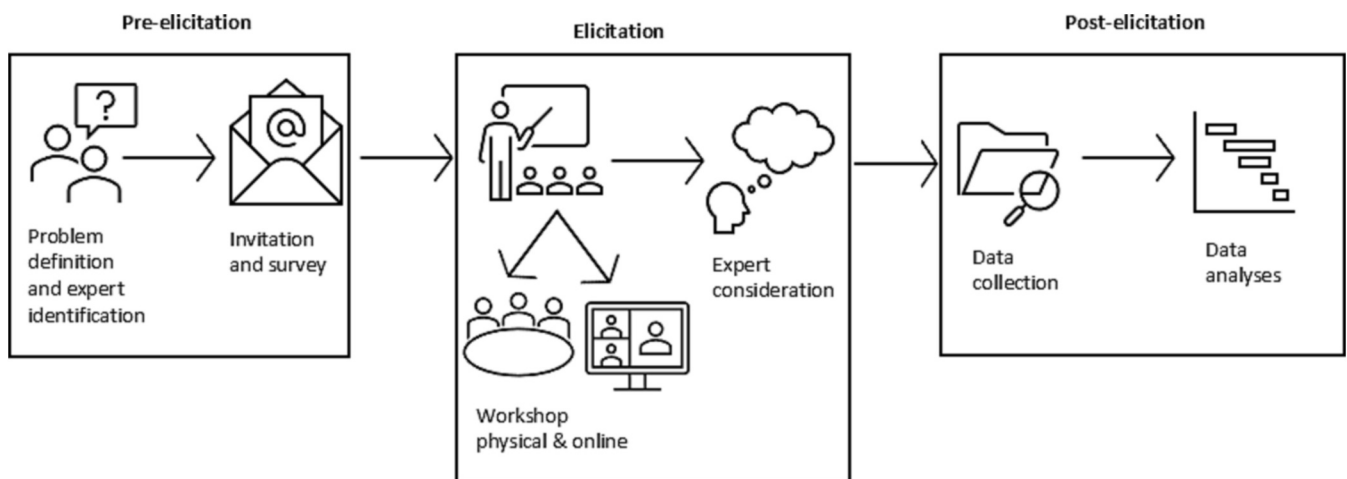 Pre-elicitation
?
@
Problem
definition
and expert
identification
Invitation
and survey
Elicitation
Workshop
physical & online
Expert
consideration
Post-elicitation
Data
collection
Data
analyses